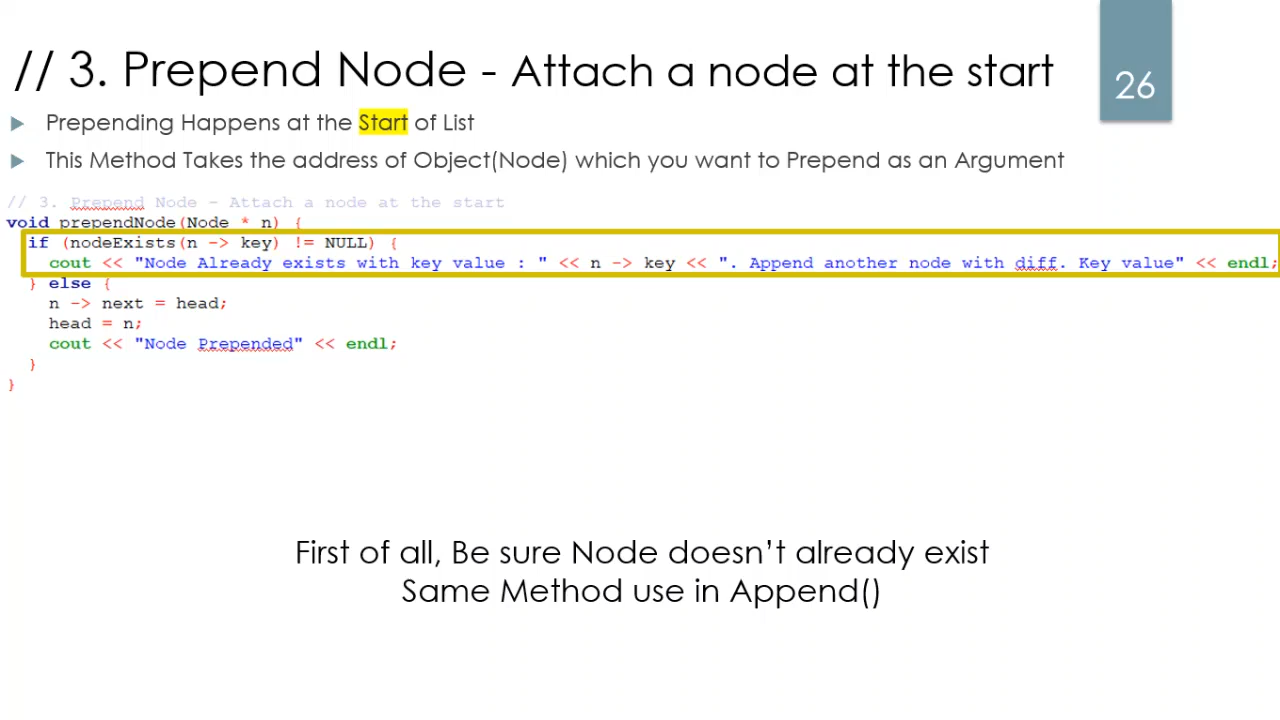 // 3. Prepend Node - Attach a node at the start
26
Prepending Happens at the Start of List
This Method Takes the address of Object(Node) which you want to Prepend as an Argument
// 3. Prepend Node - Attach a node at the start
void prependNode(Node * n) {
if (nodeExists(n -> key) != NULL) {
cout << "Node Already exists with key value : " << n -> key << ". Append another node with diff. Key value" << endl;
} else {
n -> next = head;
head = n;
cout << "Node Prepended" << endl;
}
}
First of all, Be sure Node doesn’t already exist
Same Method use in Append()